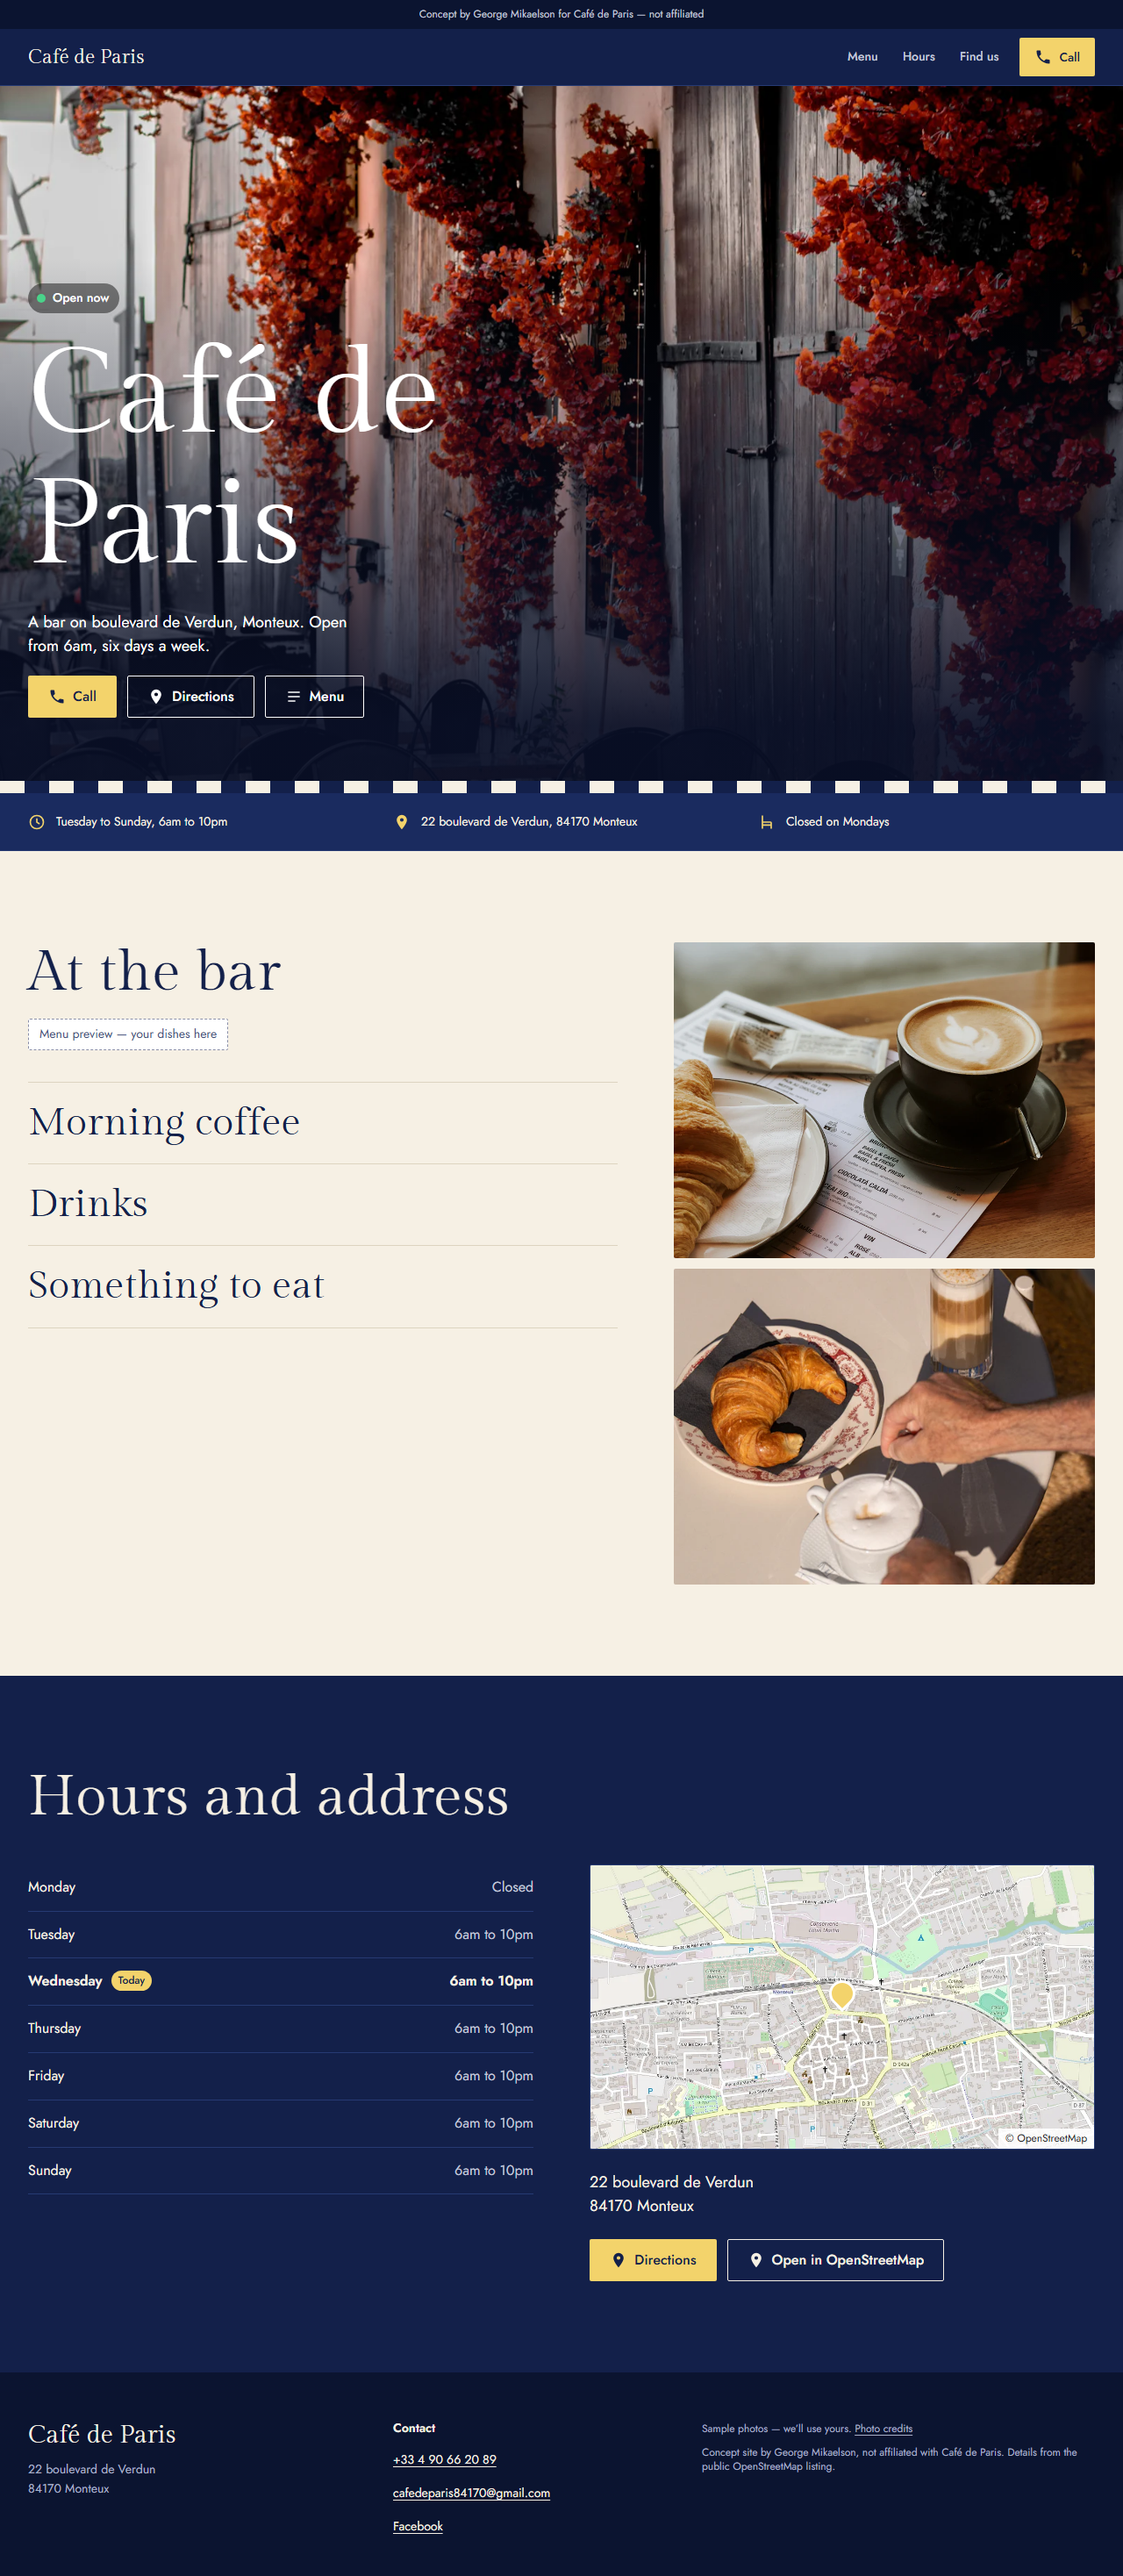 Concept by George Mikaelson for Café de Paris — not affiliated
Café de Paris
Menu
Hours
Find us
Call
Open now
Café de
Paris
A bar on boulevard de Verdun, Monteux. Open
from 6am, six days a week.
Call
Directions
Menu
Tuesday to Sunday, 6am to 10pm
22 boulevard de Verdun, 84170 Monteux
Closed on Mondays
At the bar
Menu preview — your dishes here
Morning coffee
Drinks
Something to eat
CIOCOLATĂ CALDĂ
VIN
Hours and address
Monday Closed
Tuesday 6am to 10pm
Wednesday Today 6am to 10pm
Thursday 6am to 10pm
Friday 6am to 10pm
Saturday 6am to 10pm
Sunday 6am to 10pm
© OpenStreetMap
22 boulevard de Verdun
84170 Monteux
Directions
Open in OpenStreetMap
Café de Paris
22 boulevard de Verdun
84170 Monteux
Contact
+33 4 90 66 20 89
cafedeparis84170@gmail.com
Facebook
Sample photos — we'll use yours. Photo credits
Concept site by George Mikaelson, not affiliated with Café de Paris. Details from the
public OpenStreetMap listing.